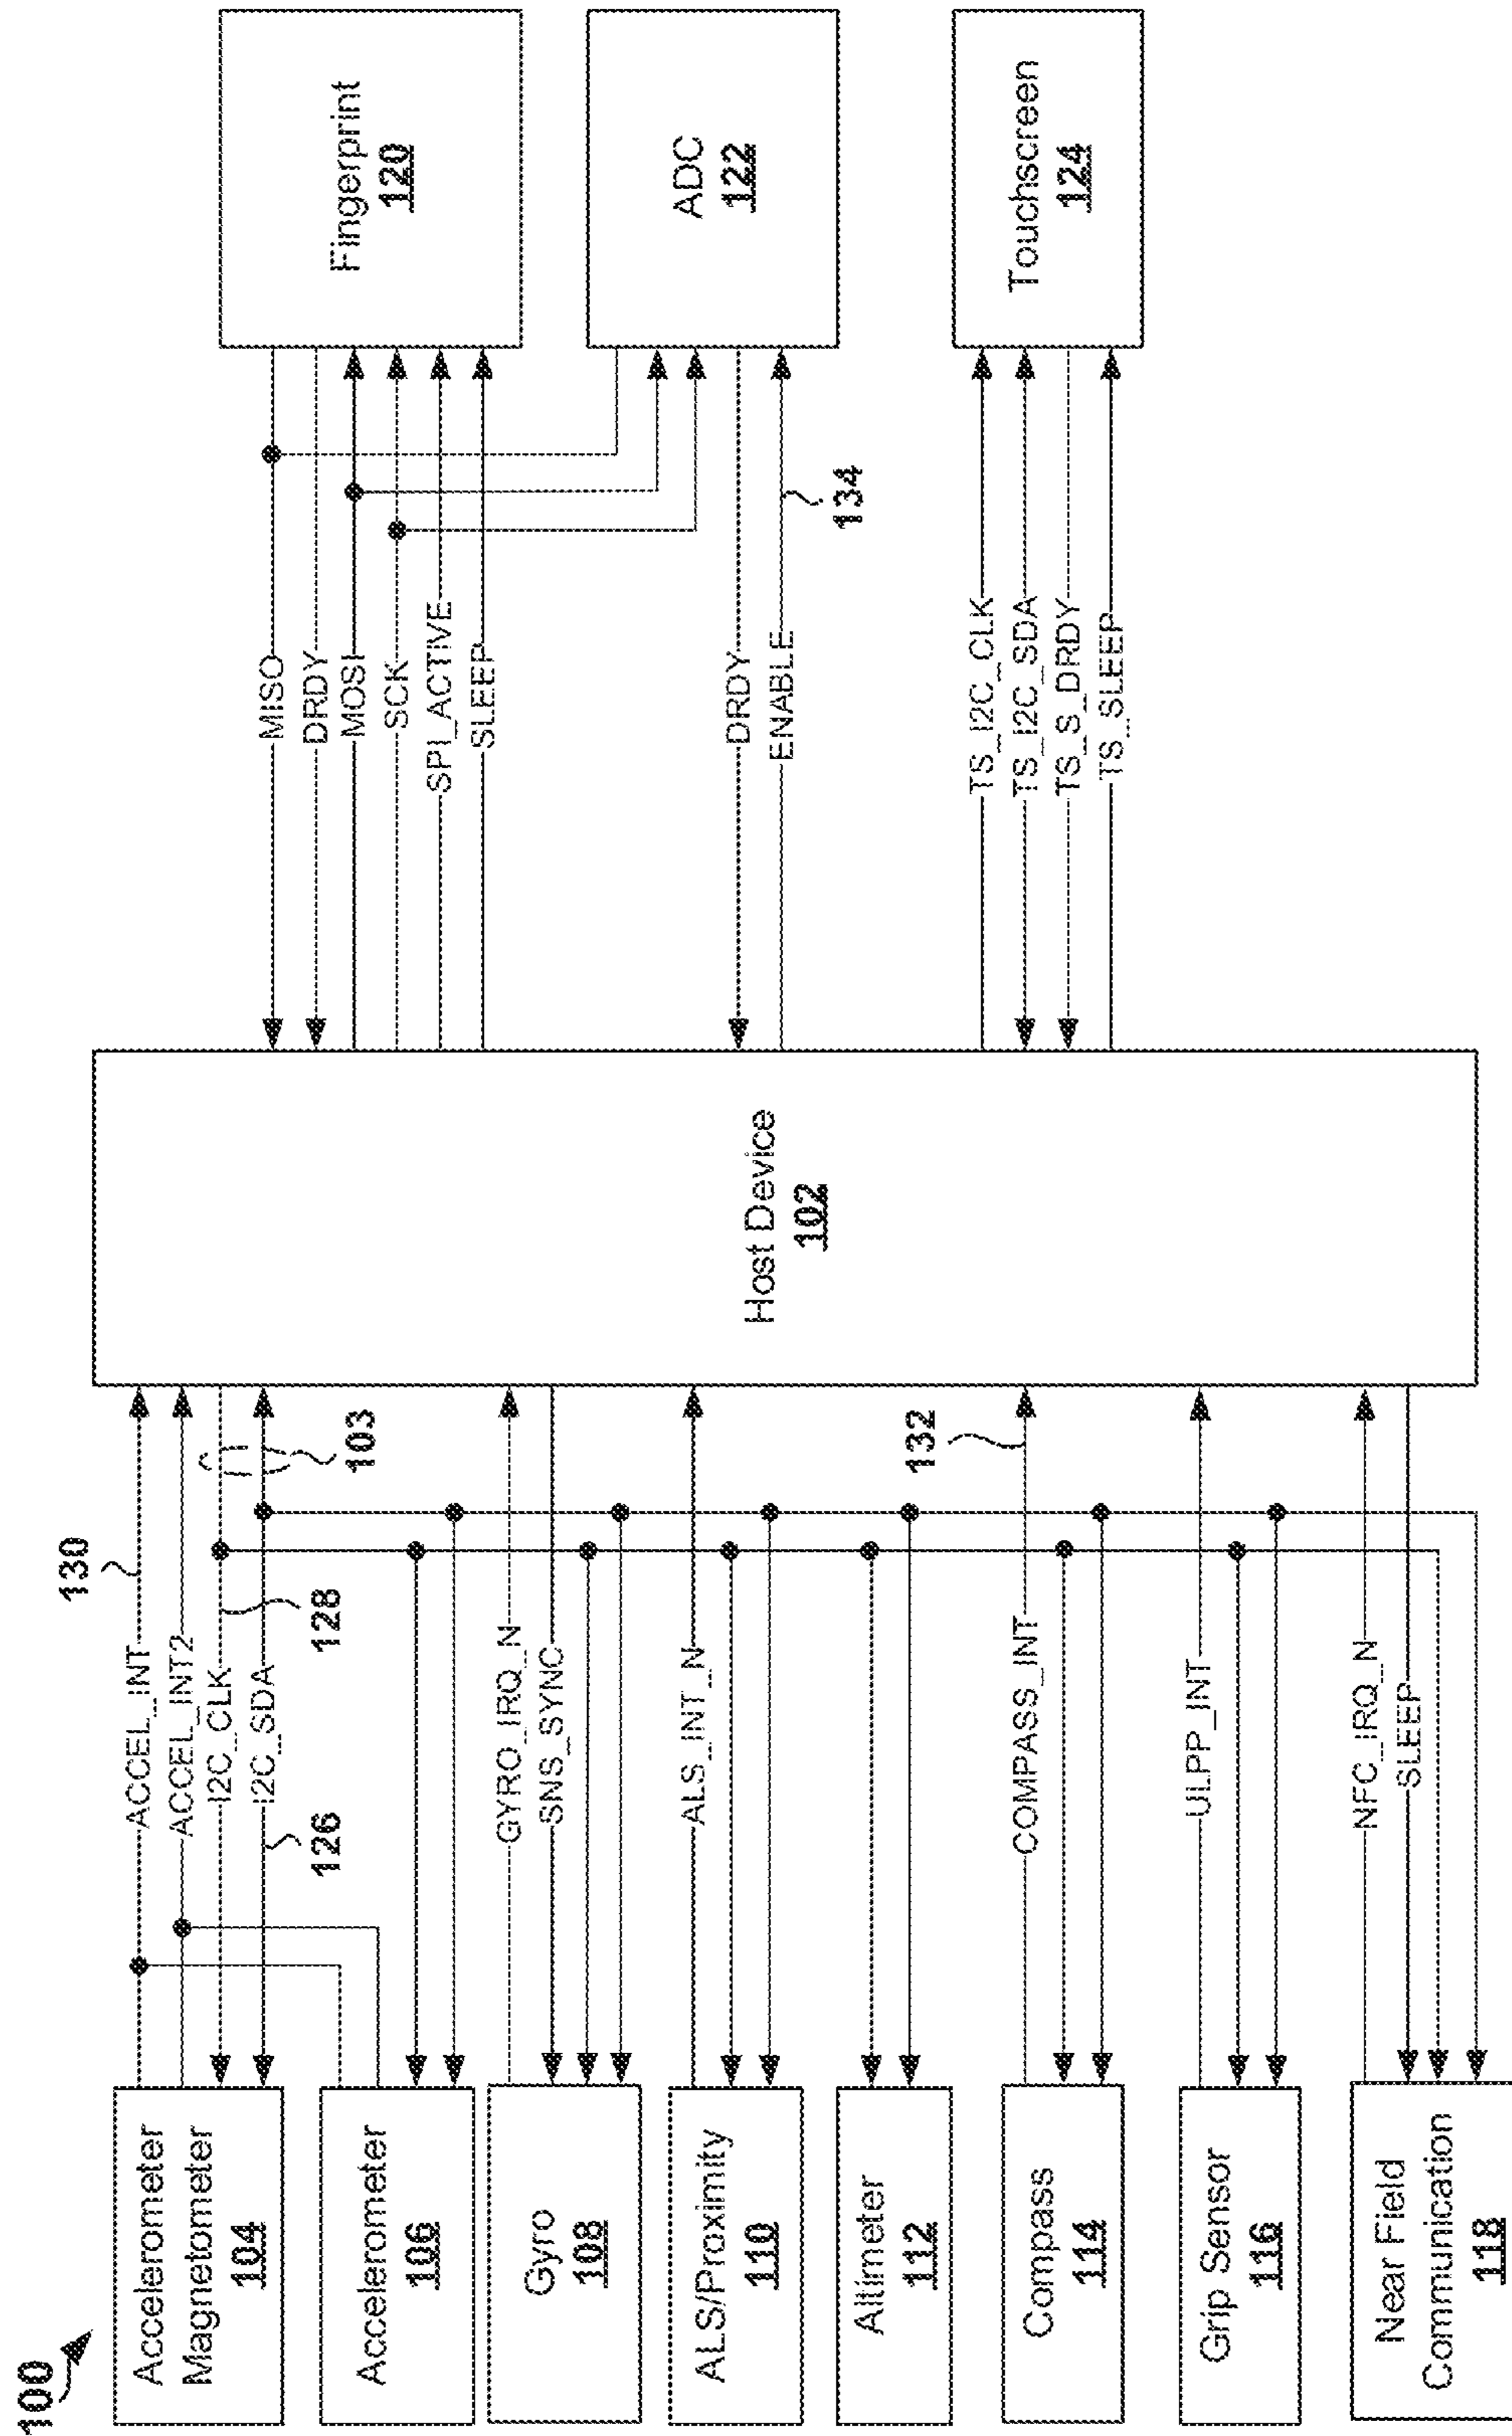 100
Accelerometer
Magnetometer
104
Accelerometer
106
Gyro
108
ALS/Proximity
110
Altimeter
112
Compass
114
Grip Sensor
116
Near Field
Communication
118
ACCEL_INT
130
ACCEL_INT2
I2C_CLK
128
I2C_SDA
126
103
GYRO_IRQ_N
SNS_SYNC
ALS_INT_N
COMPASS_INT
132
ULPP_INT
NFC_IRQ_N
SLEEP
Host Device
102
MISO
DRDY
MOSI
SCK
SPI_ACTIVE
SLEEP
DRDY
ENABLE
134
TS_I2C_CLK
TS_I2C_SDA
TS_S_DRDY
TS_SLEEP
Fingerprint
120
ADC
122
Touchscreen
124